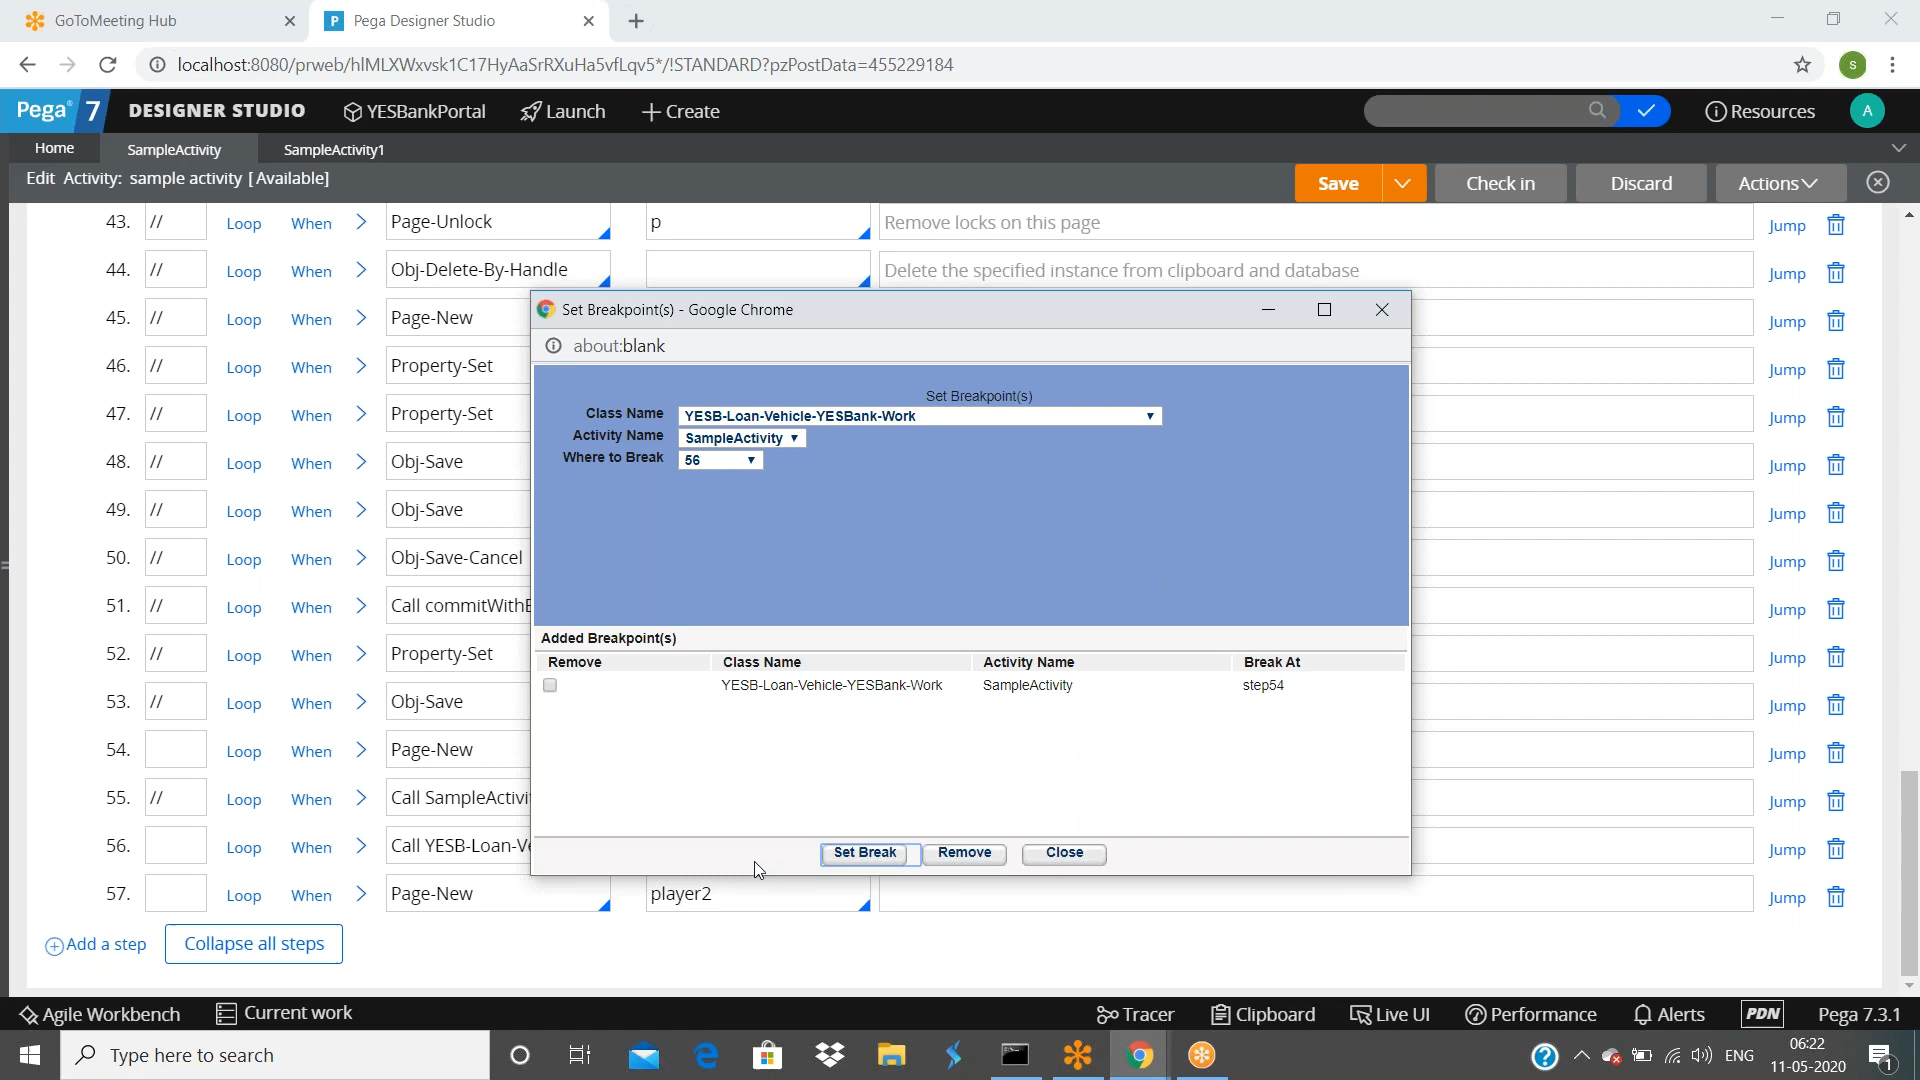 GoToMeeting Hub
Pega Designer Studio
localhost:8080/prweb/hIMLXWxvsk1C17HyAaSrRXuHa5vfLqv5*/!STANDARD?pzPostData=455229184
s
Pega 7 DESIGNER STUDIO YESBankPortal Launch Create Resources A
Home SampleActivity SampleActivity1
Edit Activity: sample activity [Available] Save Check in Discard Actions
43. // Loop When Page-Unlock p Remove locks on this page Jump
44. // Loop When Obj-Delete-By-Handle Delete the specified instance from clipboard and database Jump
45. // Loop When Page-New Jump
46. // Loop When Property-Set Jump
47. // Loop When Property-Set Jump
48. // Loop When Obj-Save Jump
49. // Loop When Obj-Save Jump
50. // Loop When Obj-Save-Cancel Jump
51. // Loop When Call commitWithE Jump
52. // Loop When Property-Set Jump
53. // Loop When Obj-Save Jump
54. Loop When Page-New Jump
55. // Loop When Call SampleActivi Jump
56. Loop When Call YESB-Loan-Ve Jump
57. Loop When Page-New player2 Jump
Add a step Collapse all steps
Set Breakpoint(s) - Google Chrome
about:blank
Set Breakpoint(s)
Class Name YESB-Loan-Vehicle-YESBank-Work
Activity Name SampleActivity
Where to Break 56
Added Breakpoint(s)
Remove Class Name Activity Name Break At
YESB-Loan-Vehicle-YESBank-Work SampleActivity step54
Set Break Remove Close
Agile Workbench Current work Tracer Clipboard Live UI Performance Alerts PDN Pega 7.3.1
Type here to search
ENG
06:22
11-05-2020
1